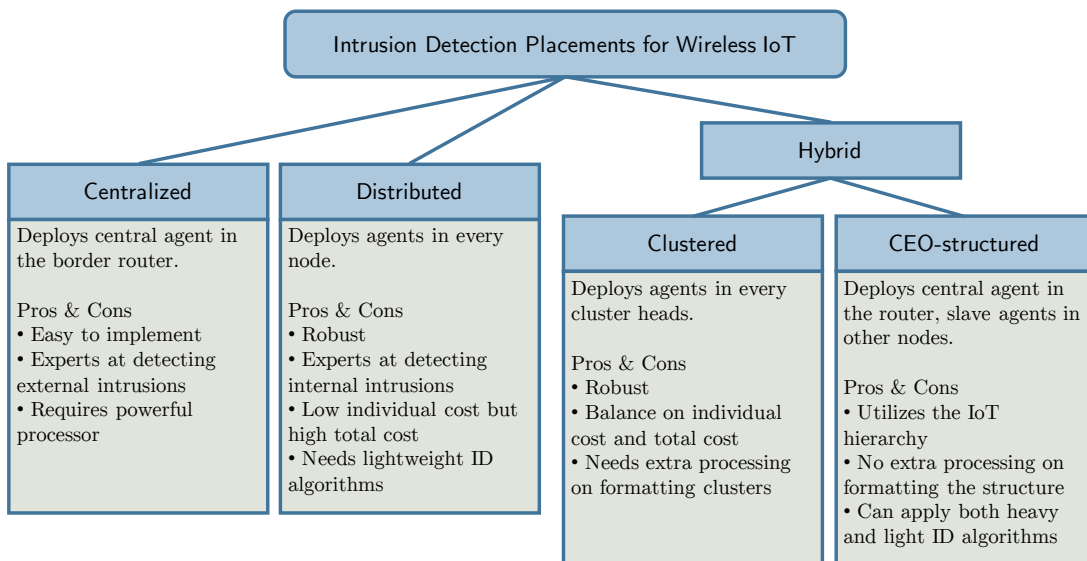 Intrusion Detection Placements for Wireless IoT
Hybrid
Centralized
Deploys central agent in
the border router.
Pros & Cons
• Easy to implement
• Experts at detecting
external intrusions
• Requires powerful
processor
Distributed
Deploys agents in every
node.
Pros & Cons
• Robust
• Experts at detecting
internal intrusions
• Low individual cost but
high total cost
• Needs lightweight ID
algorithms
Clustered
Deploys agents in every
cluster heads.
Pros & Cons
• Robust
• Balance on individual
cost and total cost
• Needs extra processing
on formatting clusters
CEO-structured
Deploys central agent in
the router, slave agents in
other nodes.
Pros & Cons
• Utilizes the IoT
hierarchy
• No extra processing on
formatting the structure
• Can apply both heavy
and light ID algorithms